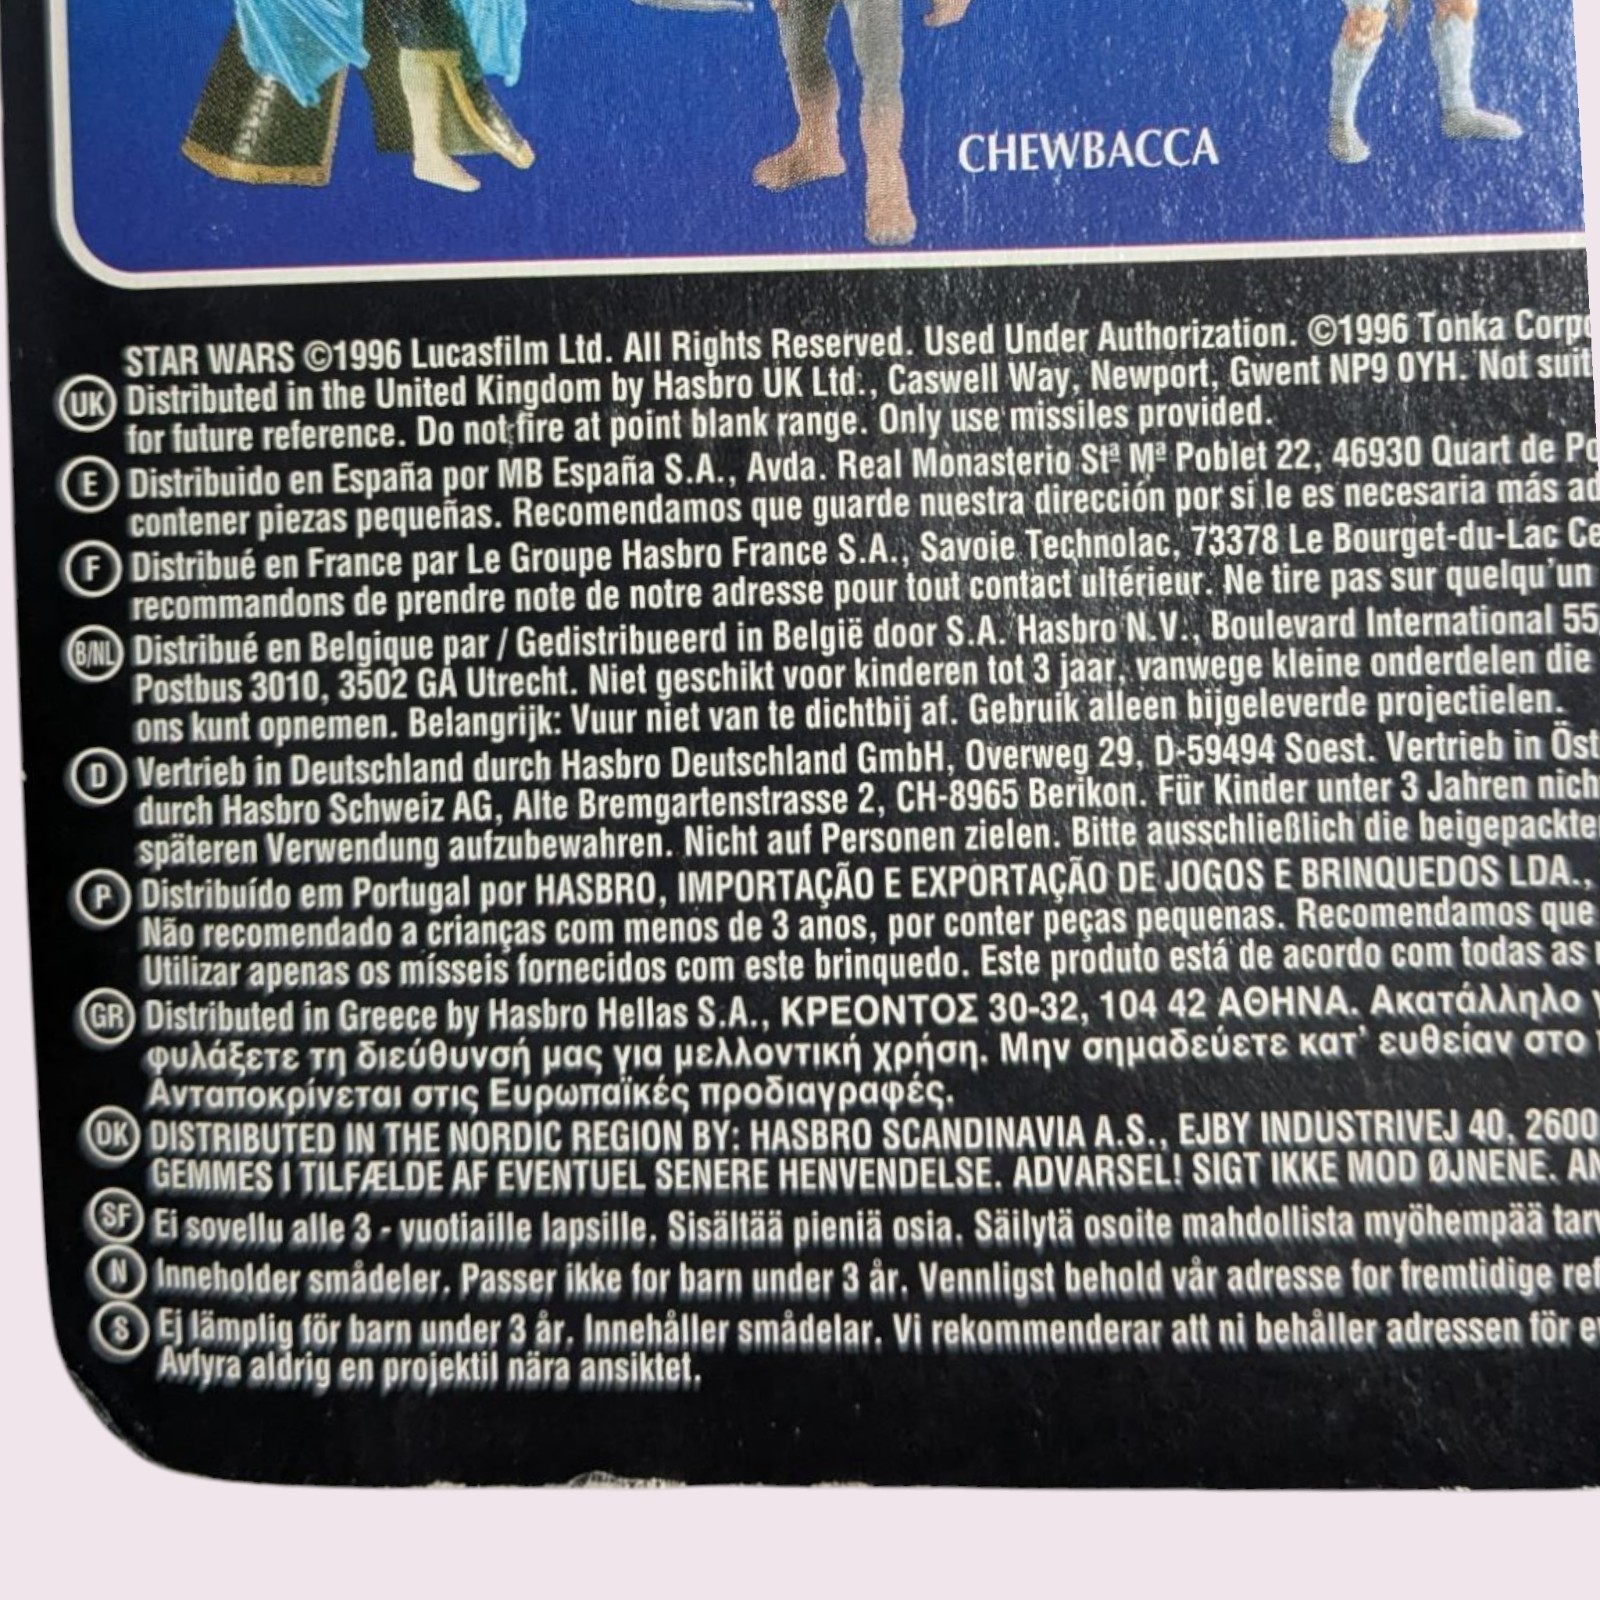 CHEWBACCA
STAR WARS ©1996 Lucasfilm Ltd. All Rights Reserved. Used Under Authorization. ©1996 Tonka Corpo
UK Distributed in the United Kingdom by Hasbro UK Ltd., Caswell Way, Newport, Gwent NP9 0YH. Not suit
for future reference. Do not fire at point blank range. Only use missiles provided.
E Distribuido en España por MB España S.A., Avda. Real Monasterio Stª Mª Poblet 22, 46930 Quart de Po
contener piezas pequeñas. Recomendamos que guarde nuestra dirección por si le es necesaria más ad
F Distribué en France par Le Groupe Hasbro France S.A., Savoie Technolac, 73378 Le Bourget-du-Lac Ce
recommandons de prendre note de notre adresse pour tout contact ultérieur. Ne tire pas sur quelqu'un
B/NL Distribué en Belgique par / Gedistribueerd in België door S.A. Hasbro N.V., Boulevard International 55,
Postbus 3010, 3502 GA Utrecht. Niet geschikt voor kinderen tot 3 jaar, vanwege kleine onderdelen die
ons kunt opnemen. Belangrijk: Vuur niet van te dichtbij af. Gebruik alleen bijgeleverde projectielen.
D Vertrieb in Deutschland durch Hasbro Deutschland GmbH, Overweg 29, D-59494 Soest. Vertrieb in Öst
durch Hasbro Schweiz AG, Alte Bremgartenstrasse 2, CH-8965 Berikon. Für Kinder unter 3 Jahren nich
späteren Verwendung aufzubewahren. Nicht auf Personen zielen. Bitte ausschließlich die beigepackte
P Distribuído em Portugal por HASBRO, IMPORTAÇÃO E EXPORTAÇÃO DE JOGOS E BRINQUEDOS LDA.,
Não recomendado a crianças com menos de 3 anos, por conter peças pequenas. Recomendamos que
Utilizar apenas os mísseis fornecidos com este brinquedo. Este produto está de acordo com todas as
GR Distributed in Greece by Hasbro Hellas S.A., ΚΡΕΟΝΤΟΣ 30-32, 104 42 ΑΘΗΝΑ. Ακατάλληλο γ
φυλάξετε τη διεύθυνσή μας για μελλοντική χρήση. Μην σημαδεύετε κατ' ευθείαν στο
Ανταποκρίνεται στις Ευρωπαϊκές προδιαγραφές.
DK DISTRIBUTED IN THE NORDIC REGION BY: HASBRO SCANDINAVIA A.S., EJBY INDUSTRIVEJ 40, 2600
GEMMES I TILFÆLDE AF EVENTUEL SENERE HENVENDELSE. ADVARSEL! SIGT IKKE MOD ØJNENE. AN
SF Ei sovellu alle 3 - vuotiaille lapsille. Sisältää pieniä osia. Säilytä osoite mahdollista myöhempää tarv
N Inneholder smådeler. Passer ikke for barn under 3 år. Vennligst behold vår adresse for fremtidige ref
S Ej lämplig för barn under 3 år. Innehåller smådelar. Vi rekommenderar att ni behåller adressen för e
Avfyra aldrig en projektil nära ansiktet.